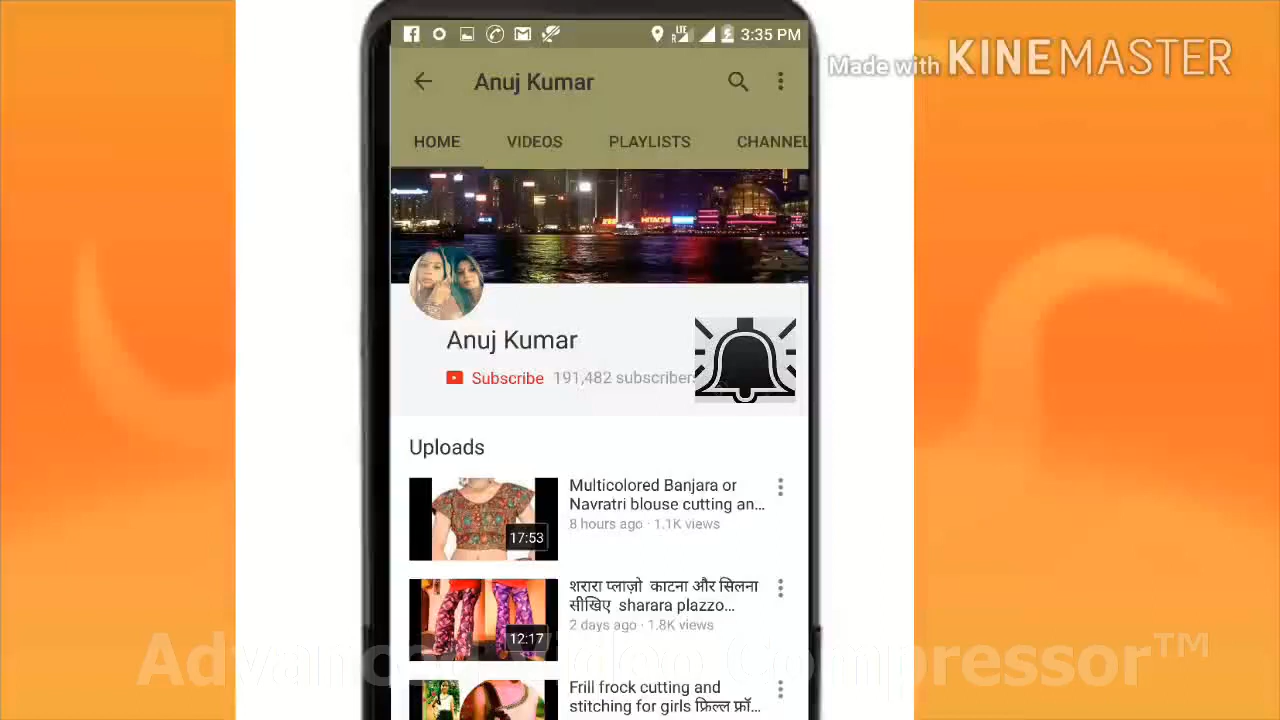 3:35 PM
Made with KINEMASTER
Anuj Kumar
HOME VIDEOS PLAYLISTS CHANNEL
HITACHI
Anuj Kumar
Subscribe 191,482 subscriber
Uploads
Multicolored Banjara or
Navratri blouse cutting an...
8 hours ago · 1.1K views
17:53
शरारा प्लाज़ो काटना और सिलना
सीखिए sharara plazzo...
2 days ago · 1.8K views
12:17
Advanced Video Compressor™
Frill frock cutting and
stitching for girls फ्रिल्ल फ्रॉ...